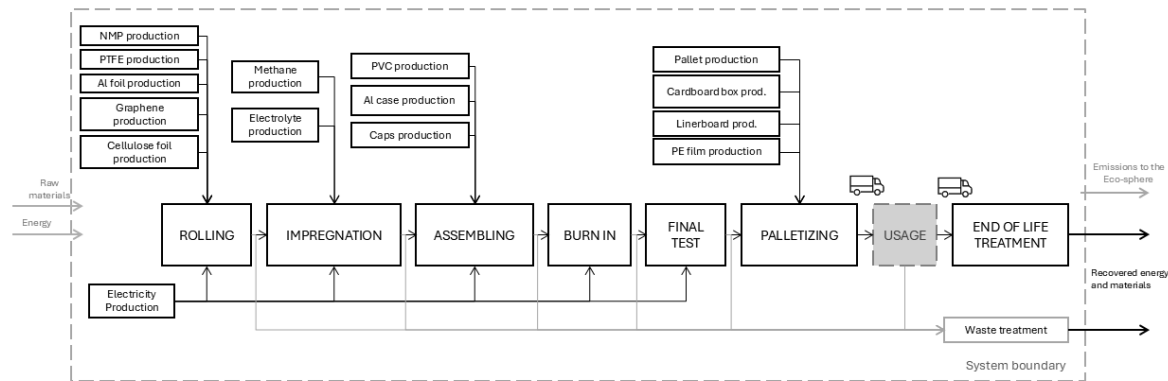 NMP production
PTFE production
Al foil production
Graphene
production
Cellulose foil
production
Methane
production
Electrolyte
production
PVC production
Al case production
Caps production
Pallet production
Cardboard box prod.
Linerboard prod.
PE film production
Raw
materials
Energy
Emissions to the
Eco-sphere
ROLLING
IMPREGNATION
ASSEMBLING
BURN IN
FINAL
TEST
PALLETIZING
USAGE
END OF LIFE
TREATMENT
Recovered energy
and materials
Electricity
Production
Waste treatment
System boundary